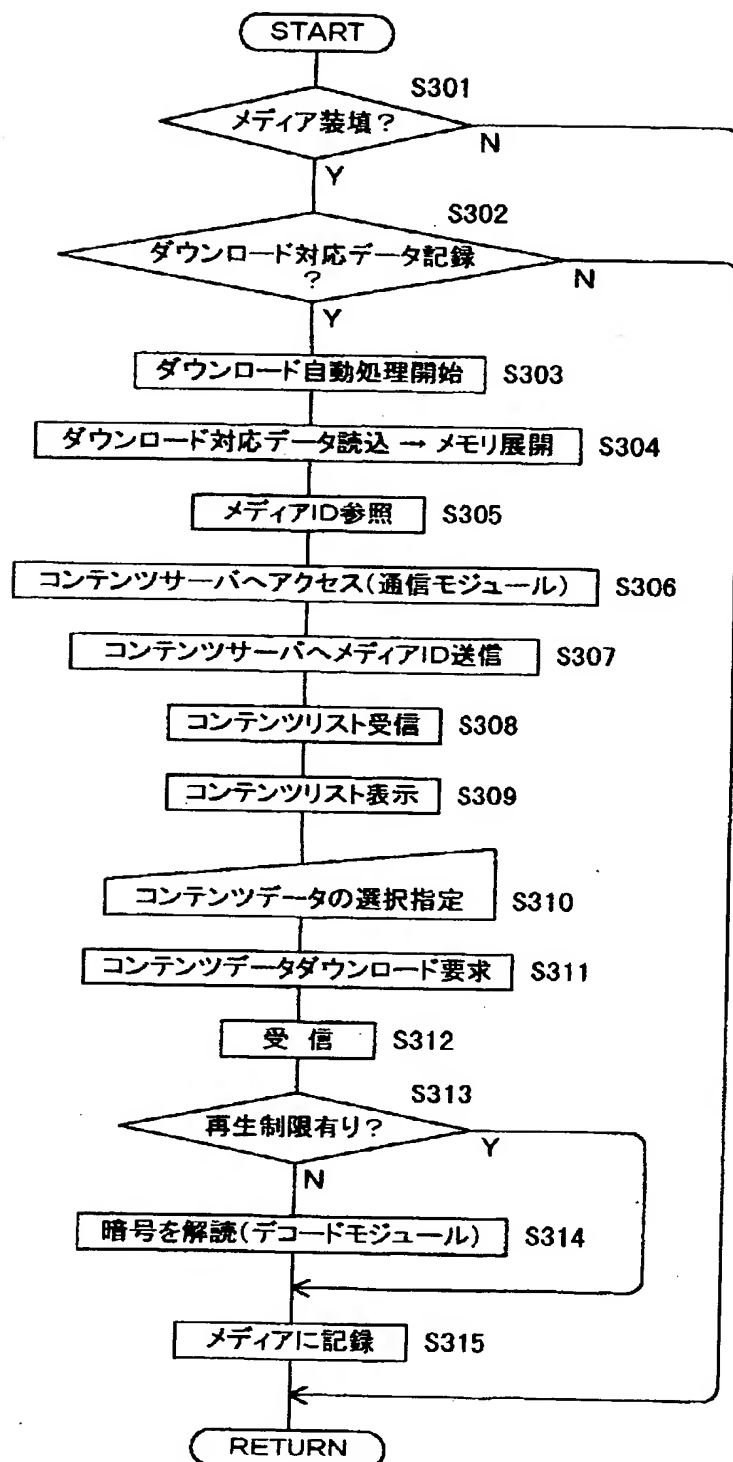 START
S301
メディア装填?
N
Y
S302
ダウンロード対応データ記録
?
N
Y
ダウンロード自動処理開始 S303
ダウンロード対応データ読込 → メモリ展開 S304
メディアID参照 S305
コンテンツサーバへアクセス(通信モジュール) S306
コンテンツサーバへメディアID送信 S307
コンテンツリスト受信 S308
コンテンツリスト表示 S309
コンテンツデータの選択指定 S310
コンテンツデータダウンロード要求 S311
受 信 S312
S313
再生制限有り?
Y
N
暗号を解読(デコードモジュール) S314
メディアに記録 S315
RETURN